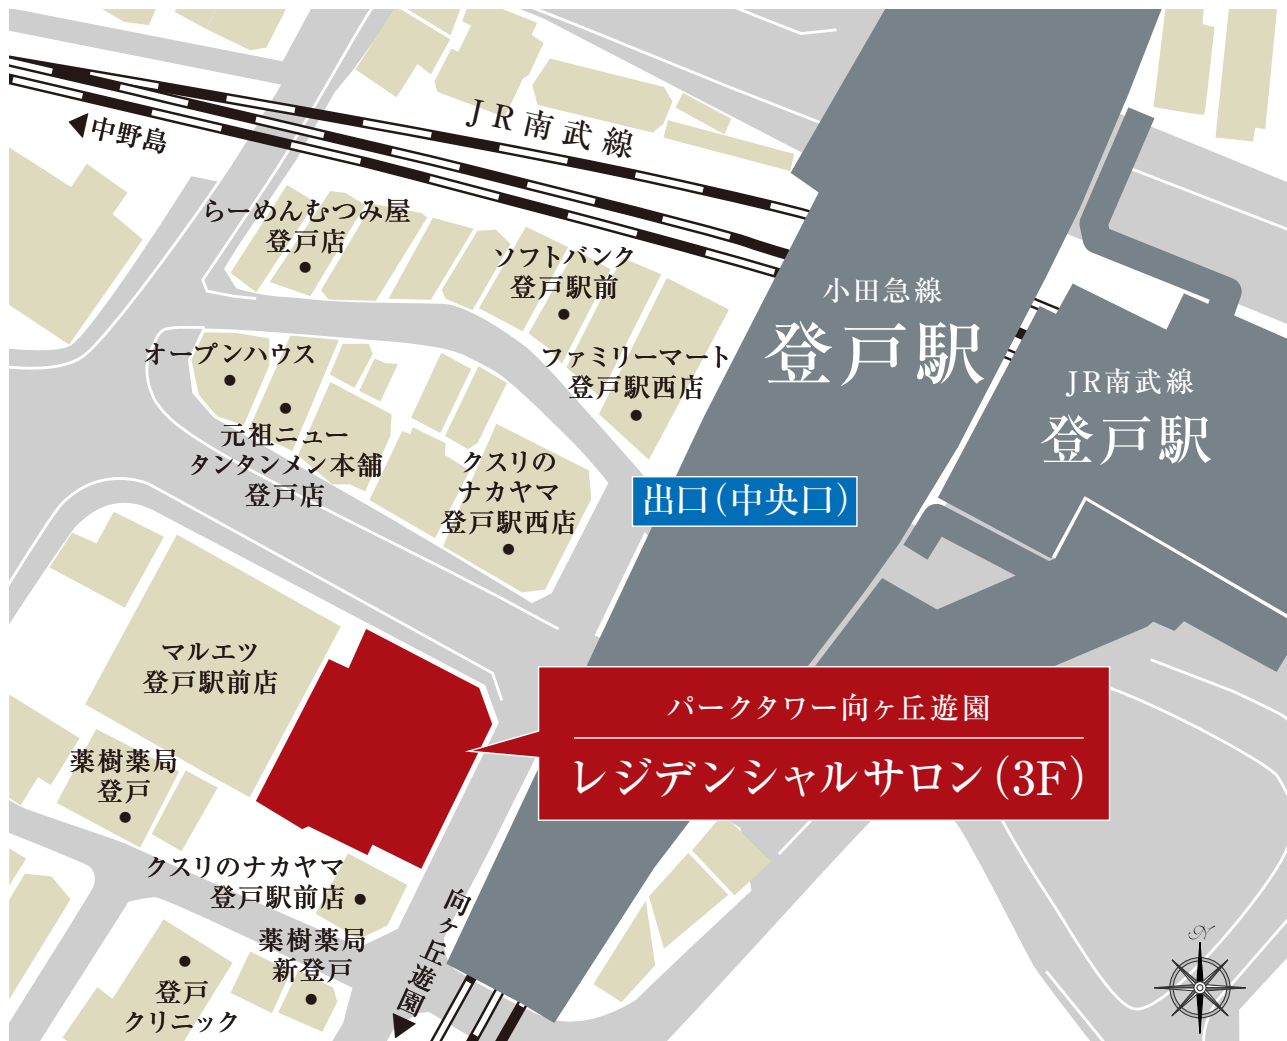 JR南武線
中野島
らーめんむつみ屋
登戸店
ソフトバンク
登戸駅前
小田急線
登戸駅
オープンハウス
ファミリーマート
登戸駅西店
JR南武線
登戸駅
元祖ニュー
タンタンメン本舗
登戸店
クスリの
ナカヤマ
登戸駅西店
出口(中央口)
マルエツ
登戸駅前店
パークタワー向ヶ丘遊園
レジデンシャルサロン(3F)
薬樹薬局
登戸
クスリのナカヤマ
登戸駅前店
向ヶ丘遊園
薬樹薬局
新登戸
登戸
クリニック
N